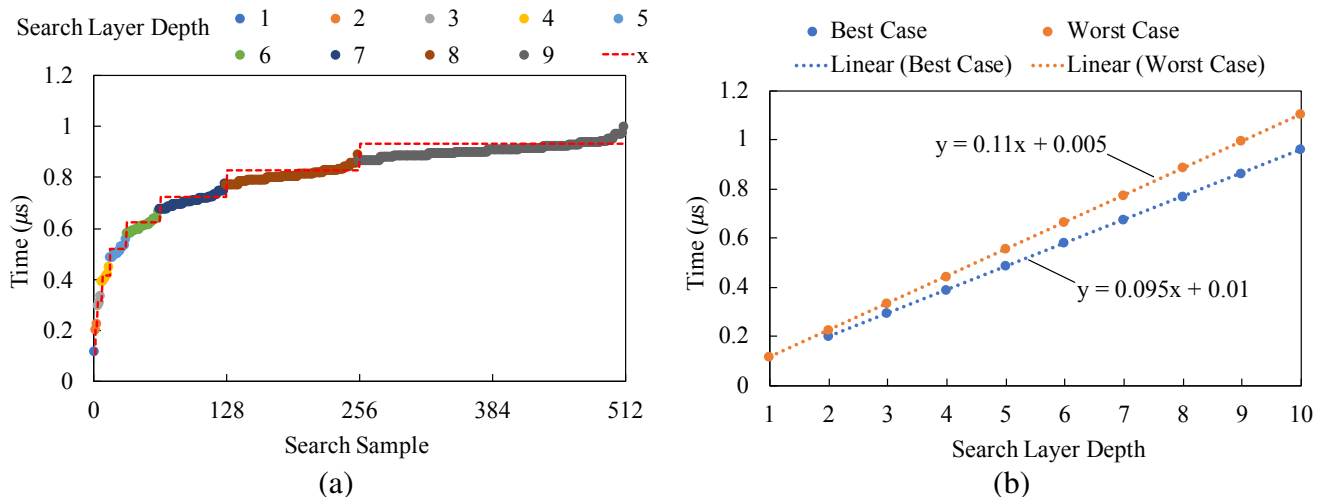 Search Layer Depth
1 2 3 4 5
6 7 8 9 x
1.2
1
0.8
0.6
0.4
0.2
0
Time (μs)
0 128 256 384 512
Search Sample
(a)
Best Case Worst Case
Linear (Best Case) Linear (Worst Case)
1.2
1.0
0.8
0.6
0.4
0.2
0
Time (μs)
y = 0.11x + 0.005
y = 0.095x + 0.01
1 2 3 4 5 6 7 8 9 10
Search Layer Depth
(b)